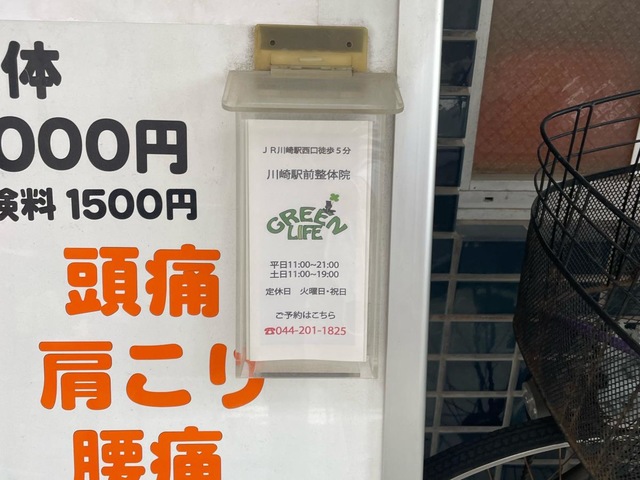 体
000円
険料 1500円
頭痛
肩こり
腰痛
JR川崎駅西口徒歩5分
川崎駅前整体院
GREEN
LIFE
平日11:00~21:00
土日11:00~19:00
定休日 火曜日・祝日
ご予約はこちら
☎044-201-1825